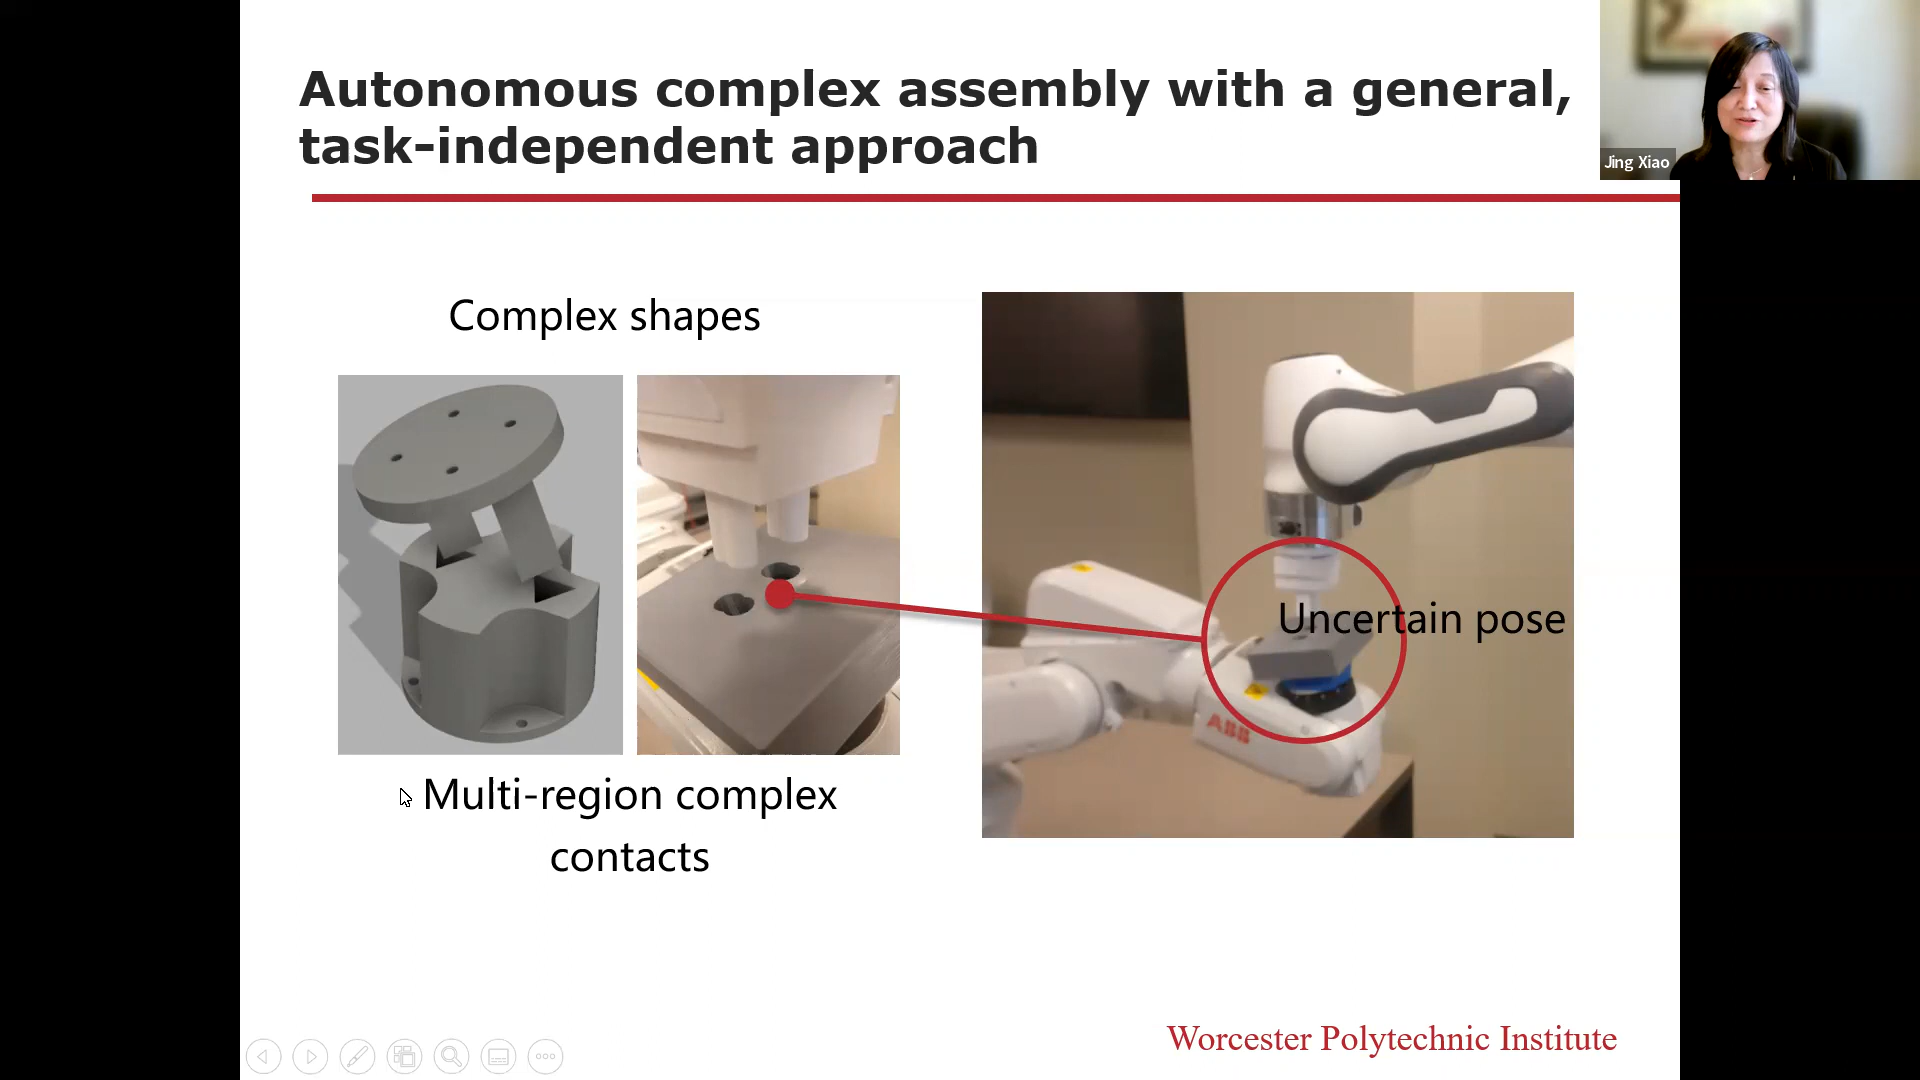 Autonomous complex assembly with a general,
task-independent approach
Jing Xiao
Complex shapes
Uncertain pose
ABB
Multi-region complex
contacts
Worcester Polytechnic Institute